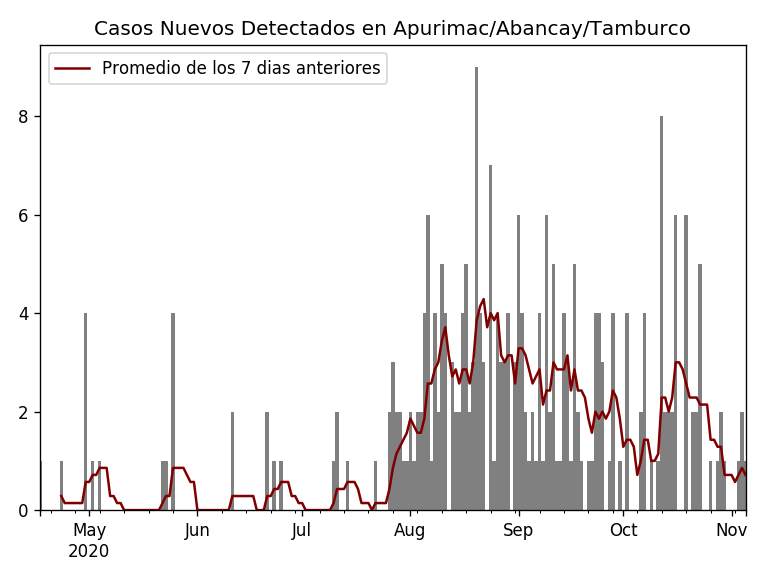 Casos Nuevos Detectados en Apurimac/Abancay/Tamburco
Promedio de los 7 dias anteriores
8
6
4
2
0
May Jun Jul Aug Sep Oct Nov
2020